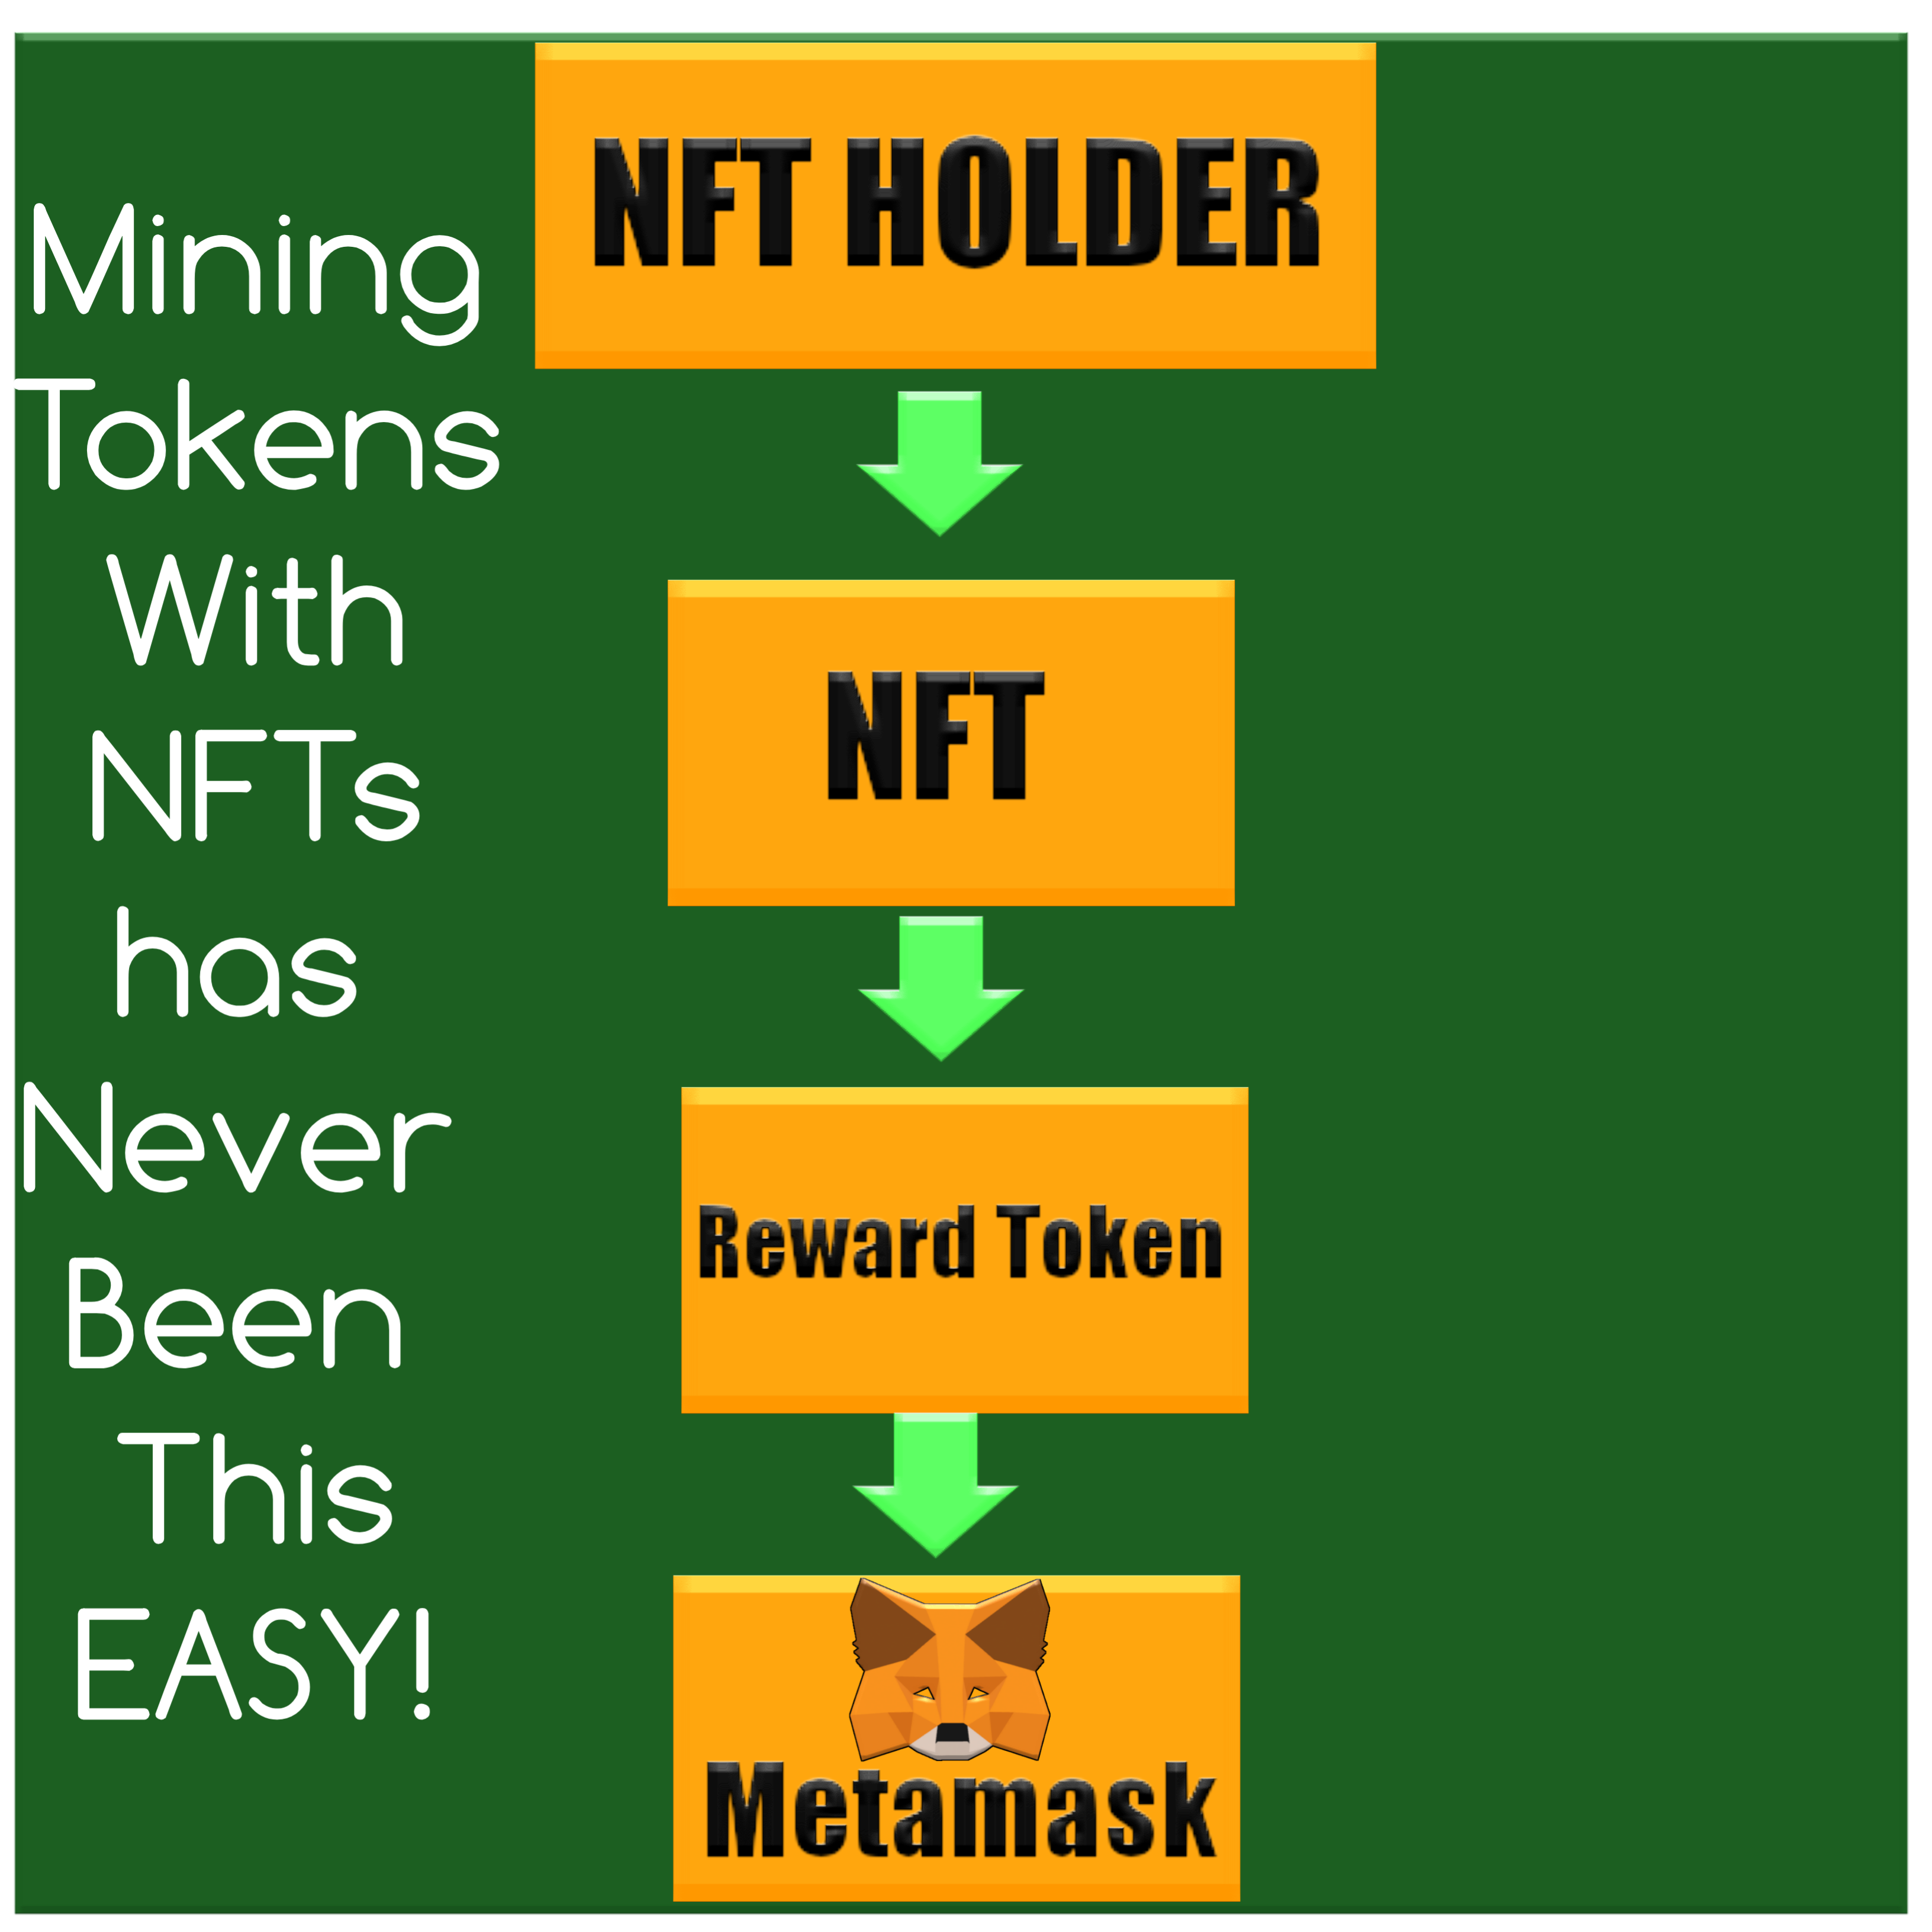 Mining
Tokens
With
NFTs
has
Never
Been
This
EASY!
NFT HOLDER
NFT
Reward Token
Metamask